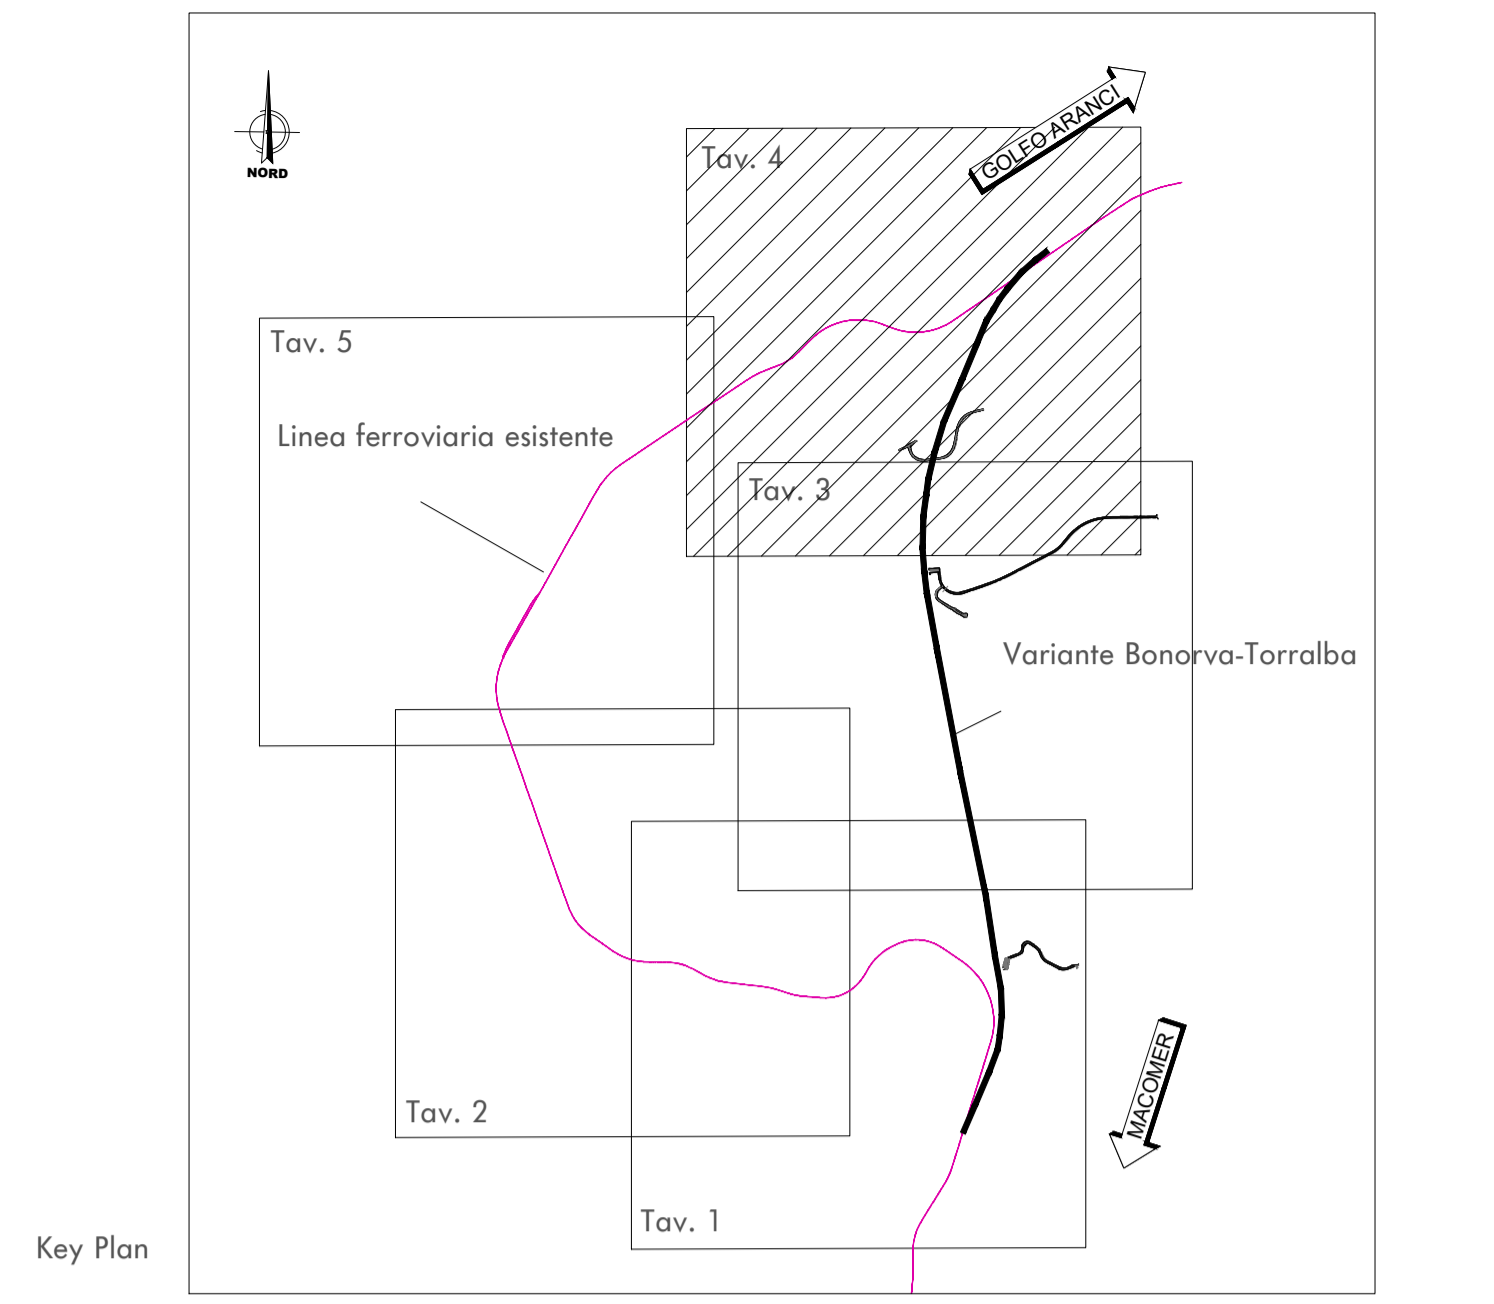 GOLFO ARANCI
NORD
Tav. 4
Tav. 5
Linea ferroviaria esistente
Tav. 3
Variante Bonorva-Torralba
MACOMER
Tav. 2
Tav. 1
Key Plan